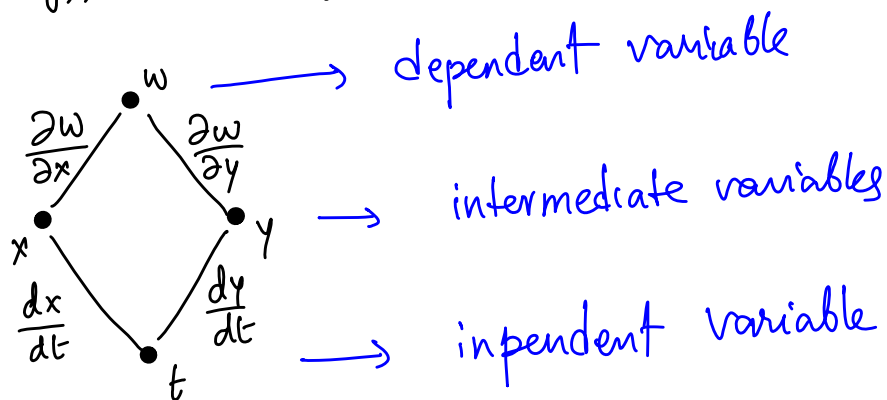 w → dependent variable
∂w/∂x ∂w/∂y
x y → intermediate variables
dx/dt dy/dt
t → inpendent variable